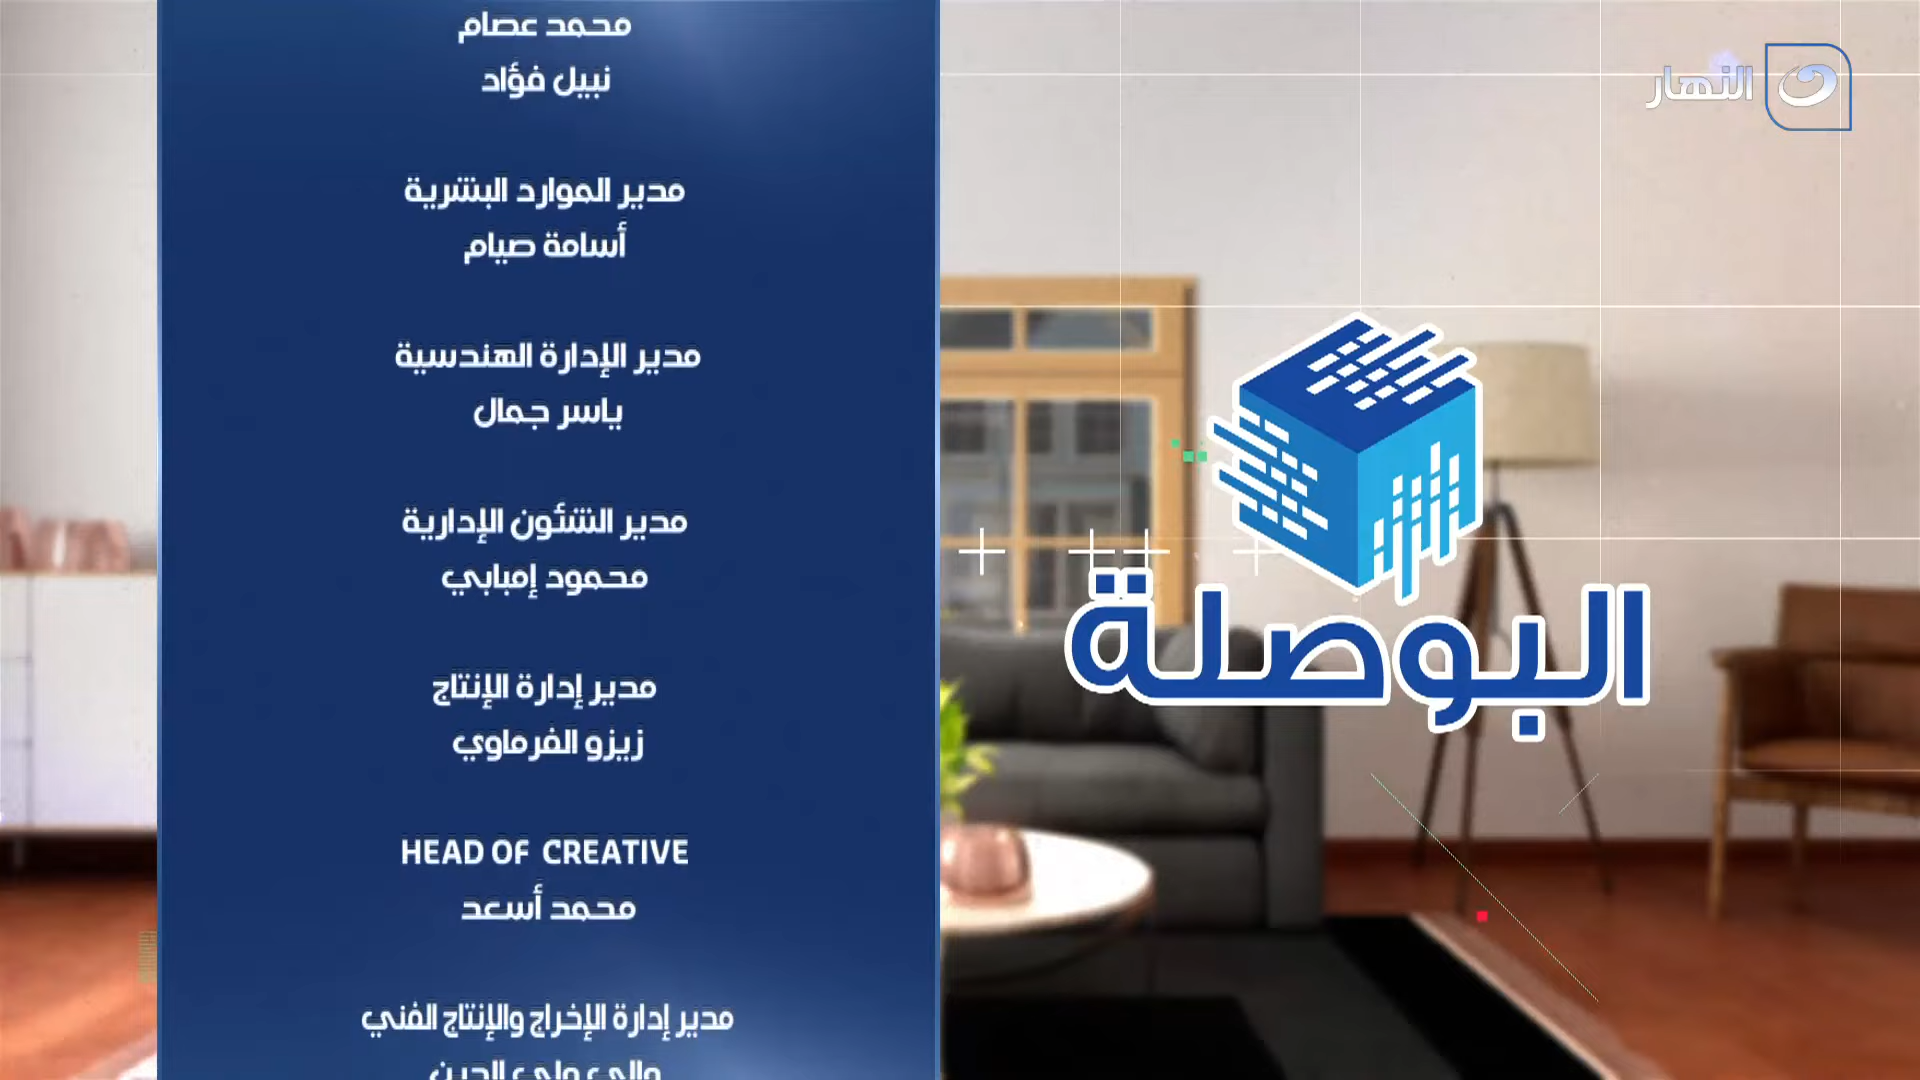 محمد عصام
نبيل فؤاد
مدير الموارد البشرية
أسامة صيام
مدير الإدارة الهندسية
ياسر جمال
مدير الشئون الإدارية
محمود إمبابي
مدير إدارة الإنتاج
زيزو الفرماوي
HEAD OF CREATIVE
محمد أسعد
مدير إدارة الإخراج والإنتاج الفني
النهار
البوصلة